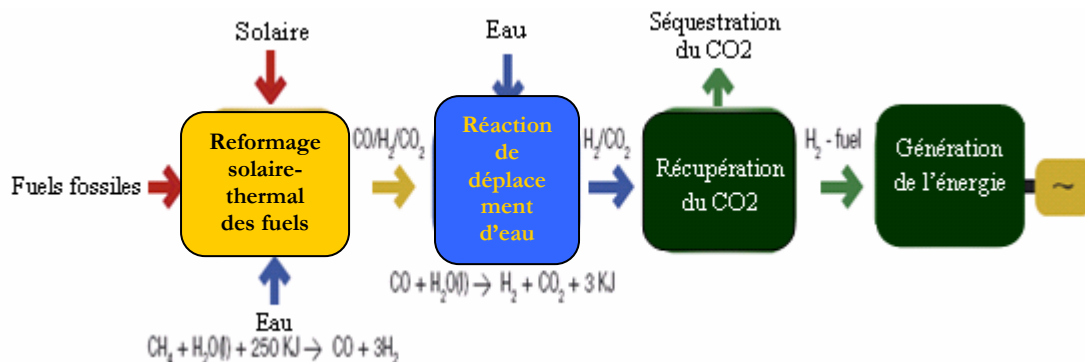 Solaire
Eau
Séquestration
du CO2
Fuels fossiles
Reformage
solaire-
thermal
des fuels
CO/H₂/CO₂
Réaction
de
déplace
ment
d'eau
H₂/CO₂
Récupération
du CO2
H₂ - fuel
Génération
de l'énergie
~
CO + H₂O(l) → H₂ + CO₂ + 3 KJ
Eau
CH₄ + H₂O(l) + 250 KJ → CO + 3H₂